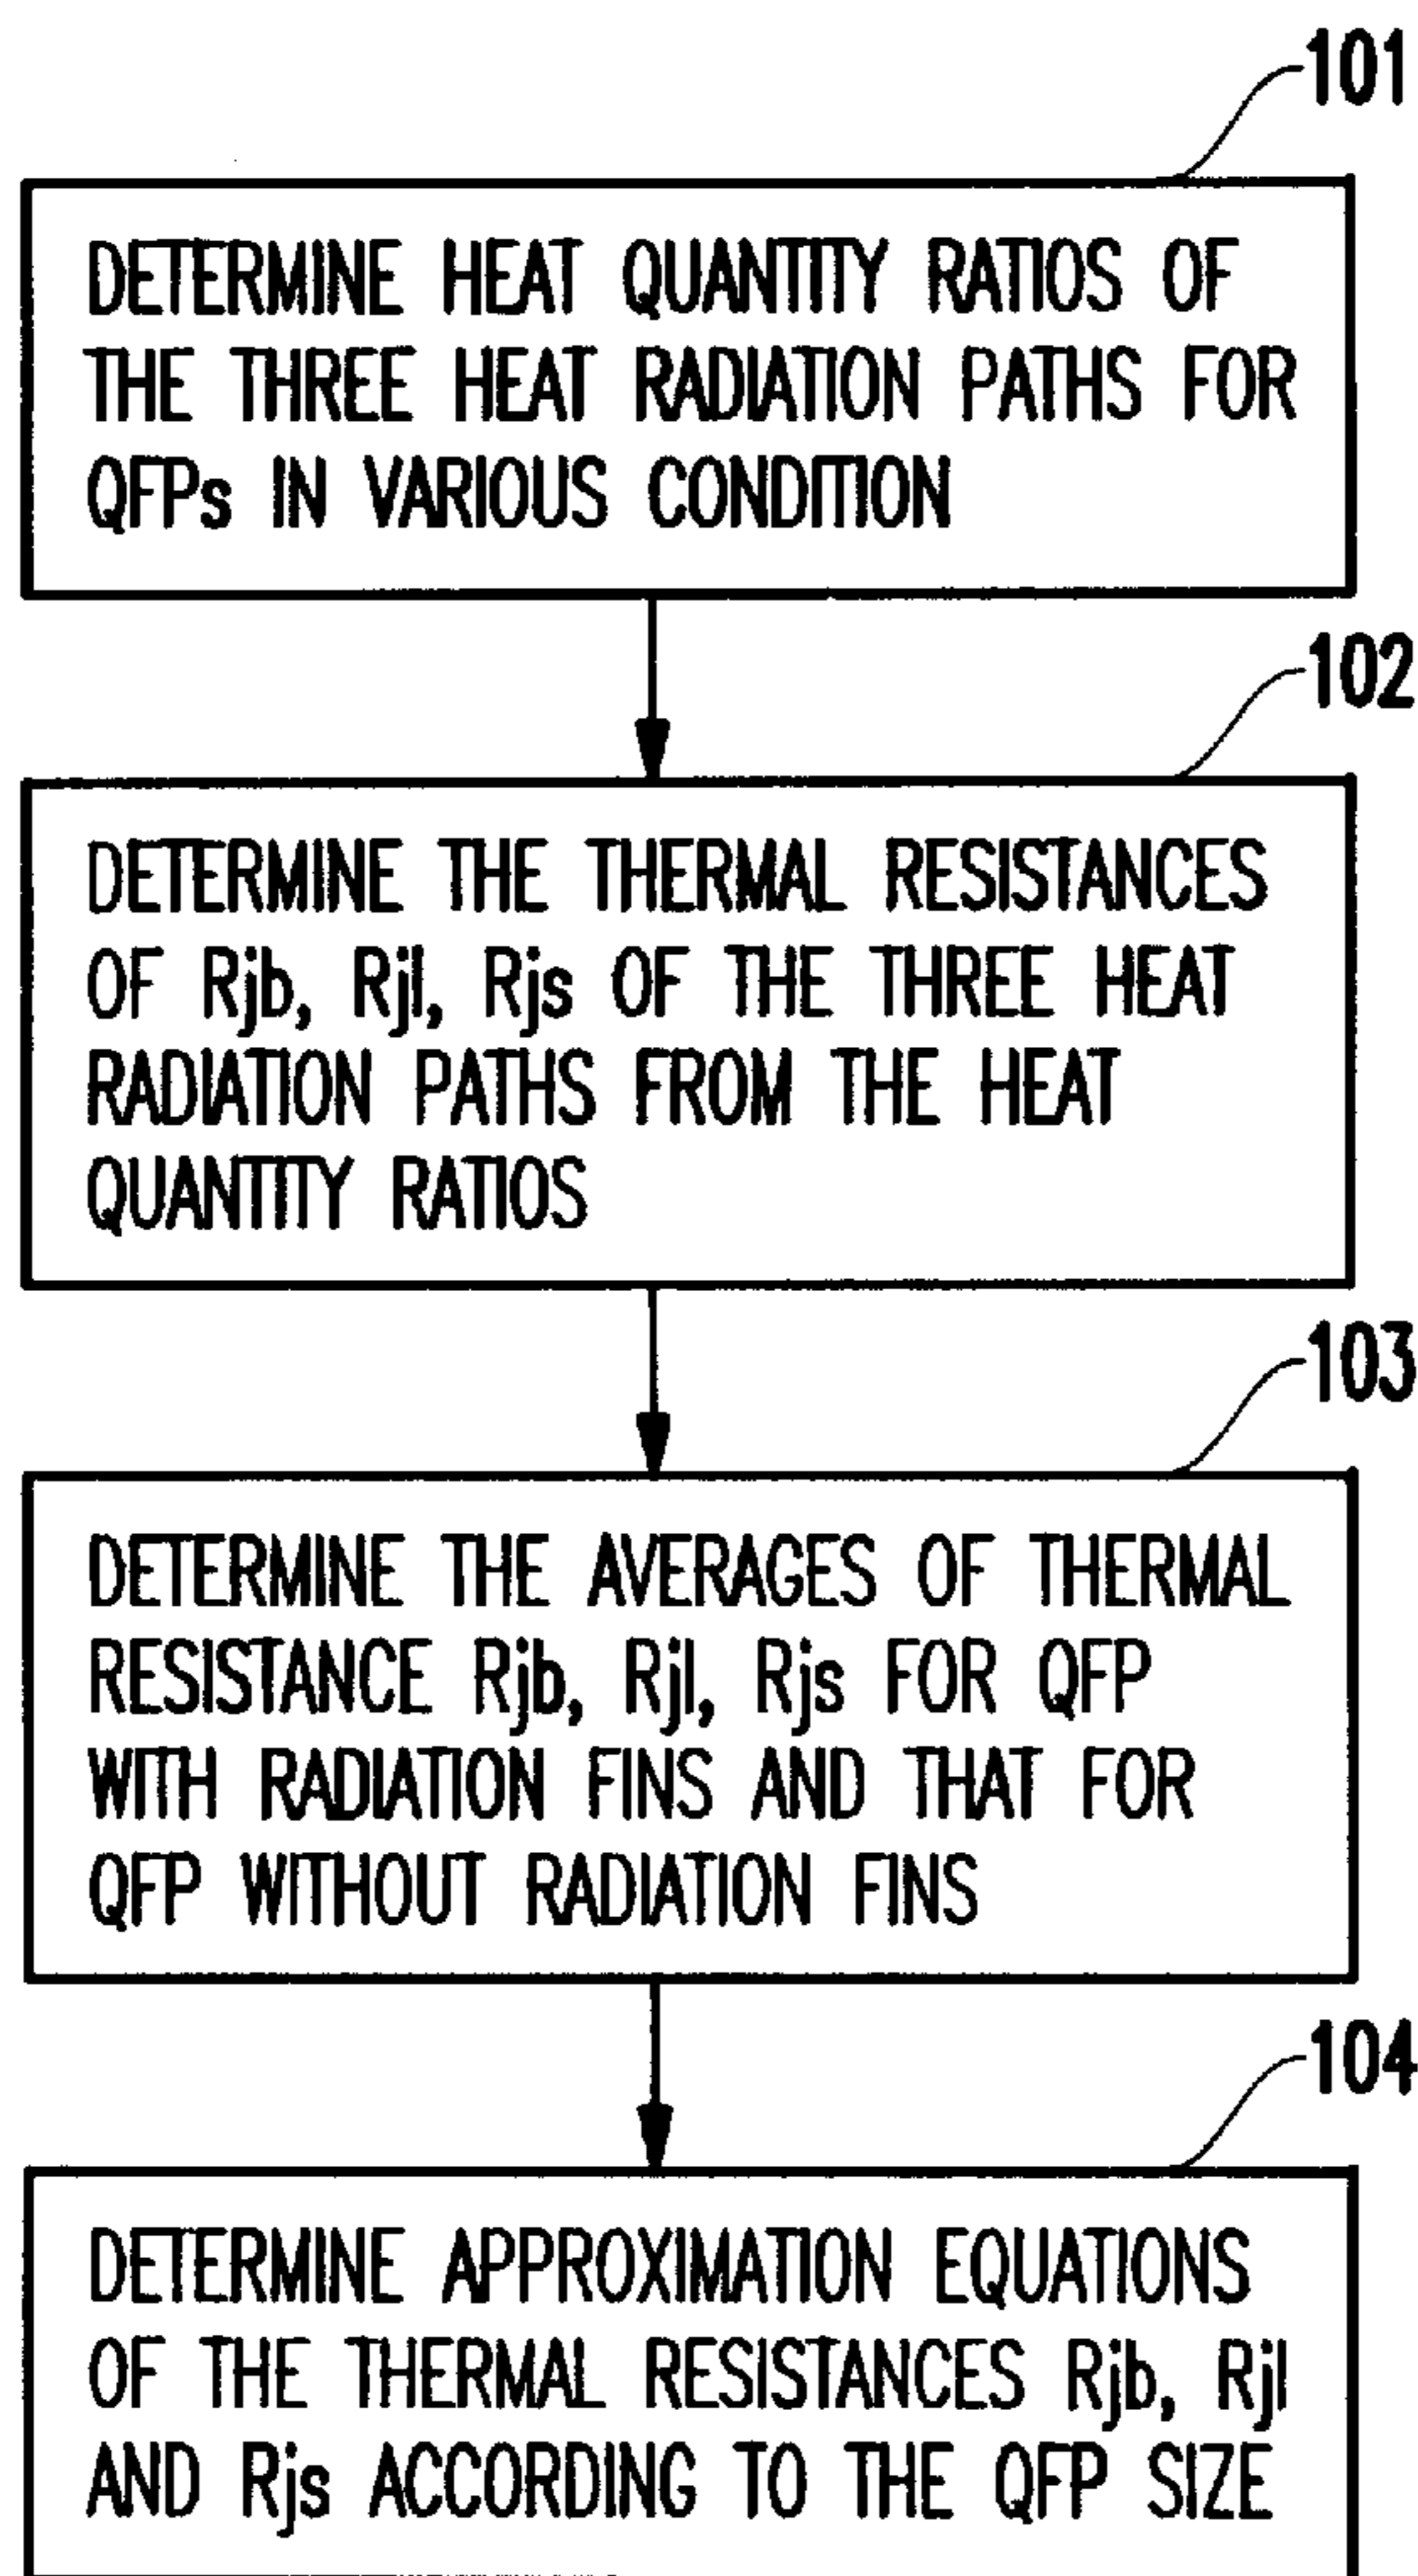 101
DETERMINE HEAT QUANTITY RATIOS OF
THE THREE HEAT RADIATION PATHS FOR
QFPs IN VARIOUS CONDITION
102
DETERMINE THE THERMAL RESISTANCES
OF Rjb, Rjl, Rjs OF THE THREE HEAT
RADIATION PATHS FROM THE HEAT
QUANTITY RATIOS
103
DETERMINE THE AVERAGES OF THERMAL
RESISTANCE Rjb, Rjl, Rjs FOR QFP
WITH RADIATION FINS AND THAT FOR
QFP WITHOUT RADIATION FINS
104
DETERMINE APPROXIMATION EQUATIONS
OF THE THERMAL RESISTANCES Rjb, Rjl
AND Rjs ACCORDING TO THE QFP SIZE